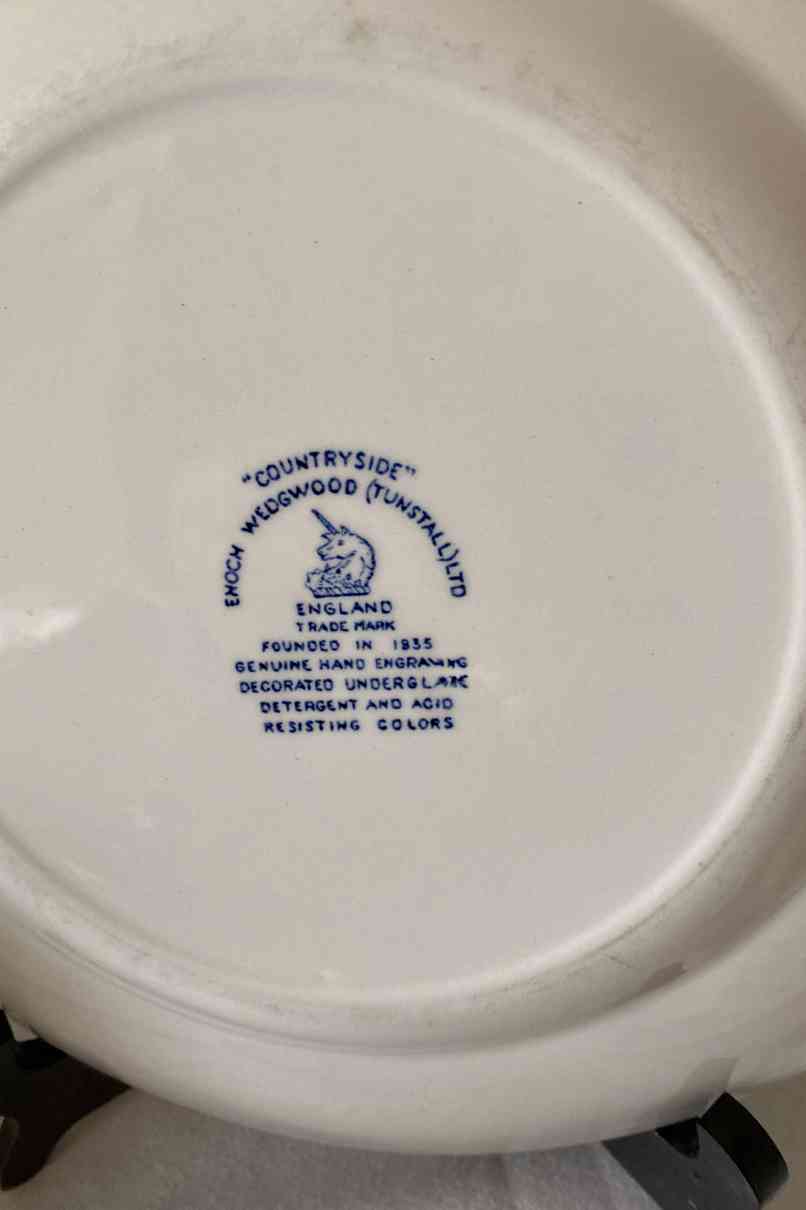 "COUNTRYSIDE"
ENOCH WEDGWOOD (TUNSTALL) LTD
ENGLAND
TRADE MARK
FOUNDED IN 1835
GENUINE HAND ENGRAVING
DECORATED UNDERGLAZE
DETERGENT AND ACID
RESISTING COLORS